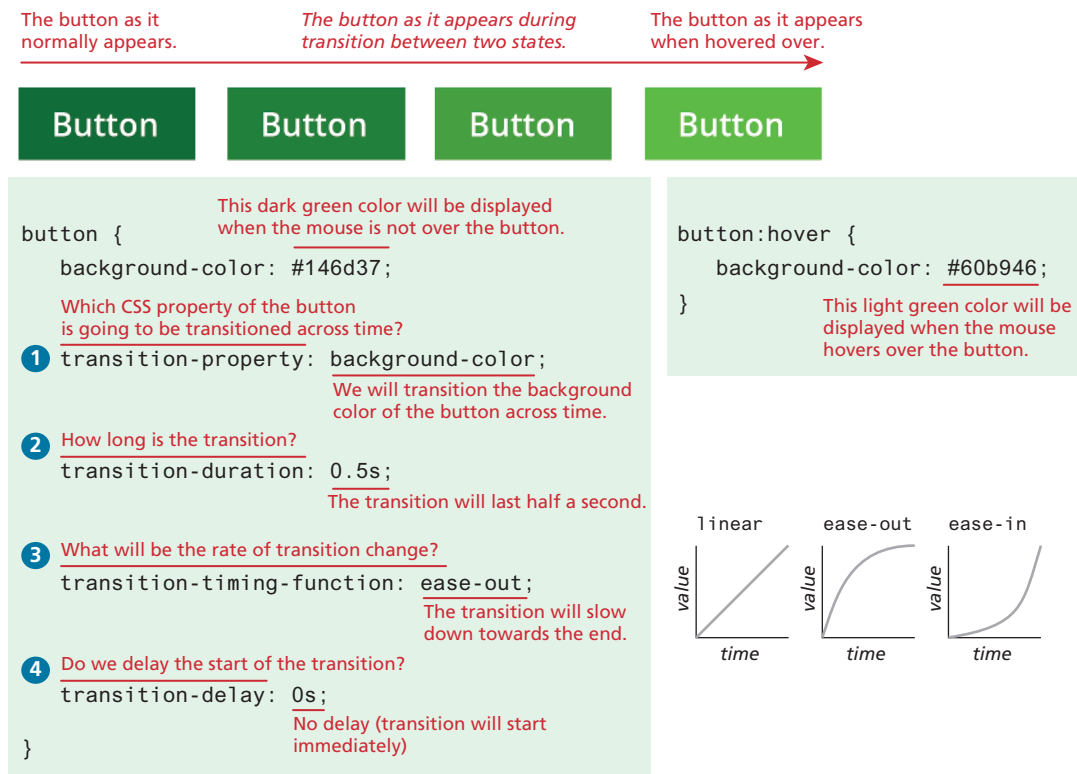 The button as it
normally appears.
The button as it appears during
transition between two states.
The button as it appears
when hovered over.
Button
Button
Button
Button
This dark green color will be displayed
when the mouse is not over the button.
button {
background-color: #146d37;
Which CSS property of the button
is going to be transitioned across time?
1 transition-property: background-color;
We will transition the background
color of the button across time.
2 How long is the transition?
transition-duration: 0.5s;
The transition will last half a second.
3 What will be the rate of transition change?
transition-timing-function: ease-out;
The transition will slow
down towards the end.
4 Do we delay the start of the transition?
transition-delay: 0s;
No delay (transition will start
immediately)
}
button:hover {
background-color: #60b946;
}
This light green color will be
displayed when the mouse
hovers over the button.
linear
value
time
ease-out
value
time
ease-in
value
time